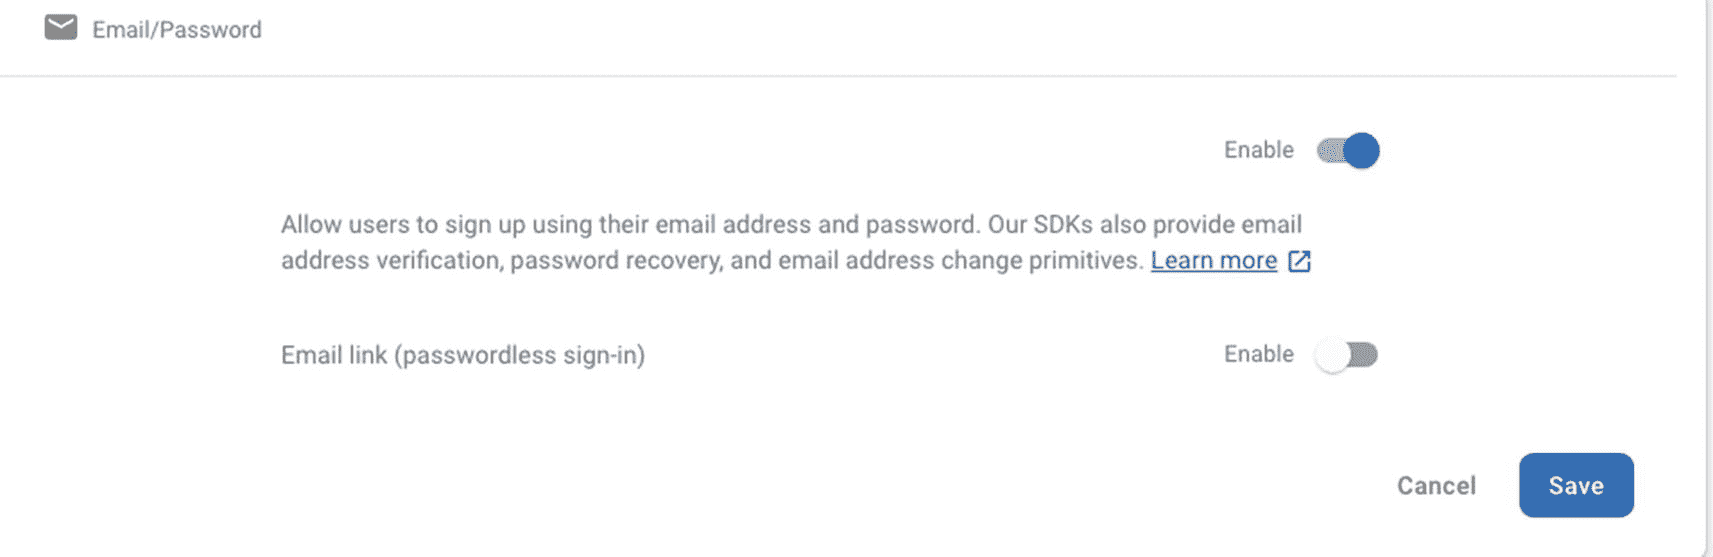 Email/Password
Enable
Allow users to sign up using their email address and password. Our SDKs also provide email
address verification, password recovery, and email address change primitives. Learn more
Email link (passwordless sign-in) Enable
Cancel Save